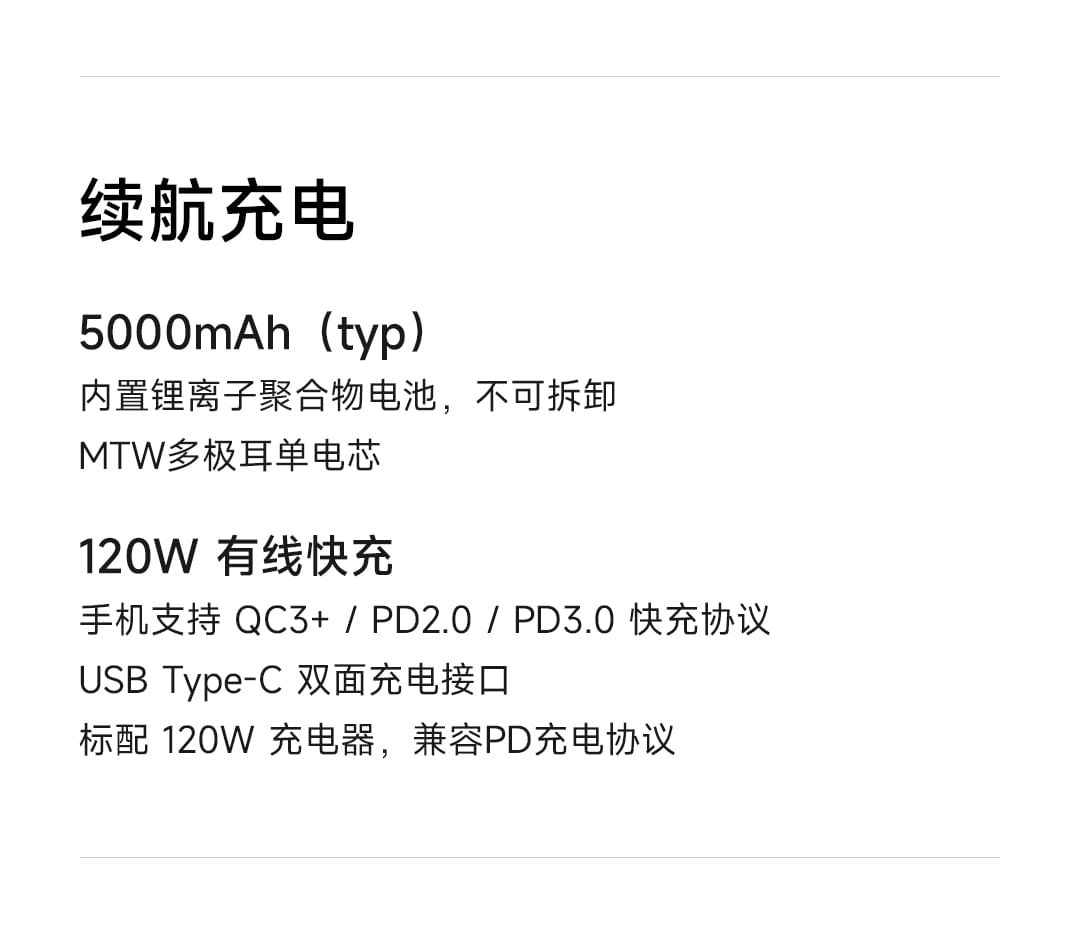 续航充电
5000mAh（typ）
内置锂离子聚合物电池，不可拆卸
MTW多极耳单电芯
120W 有线快充
手机支持 QC3+ / PD2.0 / PD3.0 快充协议
USB Type-C 双面充电接口
标配 120W 充电器，兼容PD充电协议